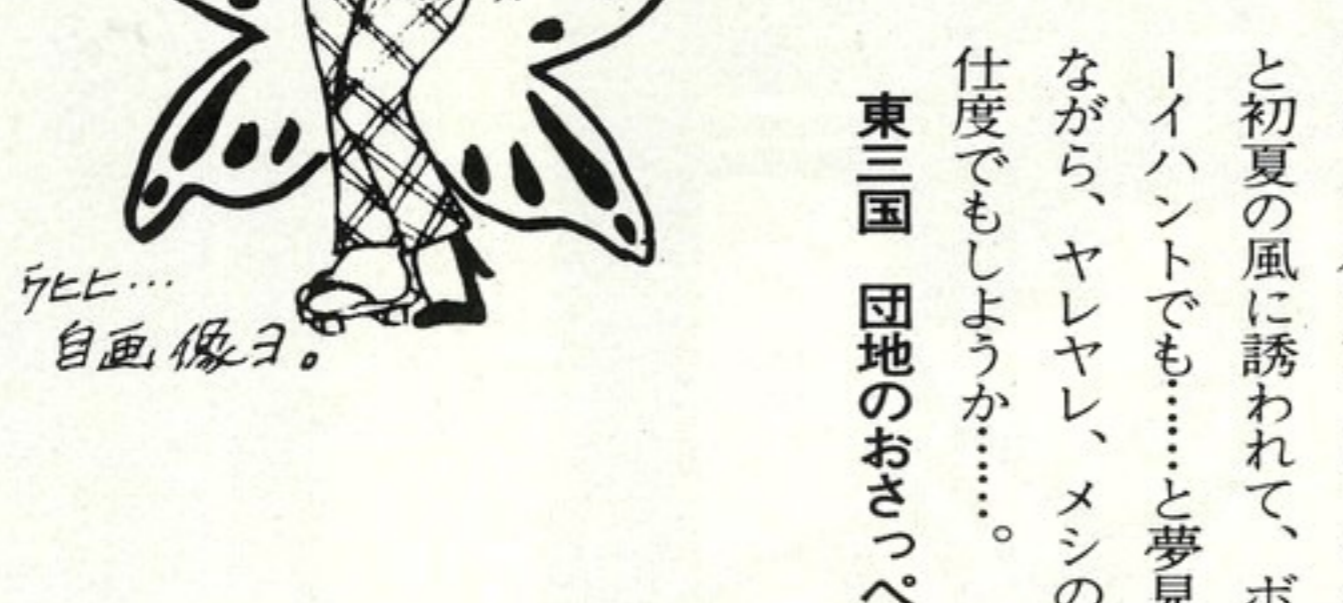 と初夏の風に誘われて、ボ
ーイハントでも……と夢見
ながら、ヤレヤレ、メシの
仕度でもしようか……。
東三国　団地のおさっぺ
ウヒヒ…
自画像ヨ。